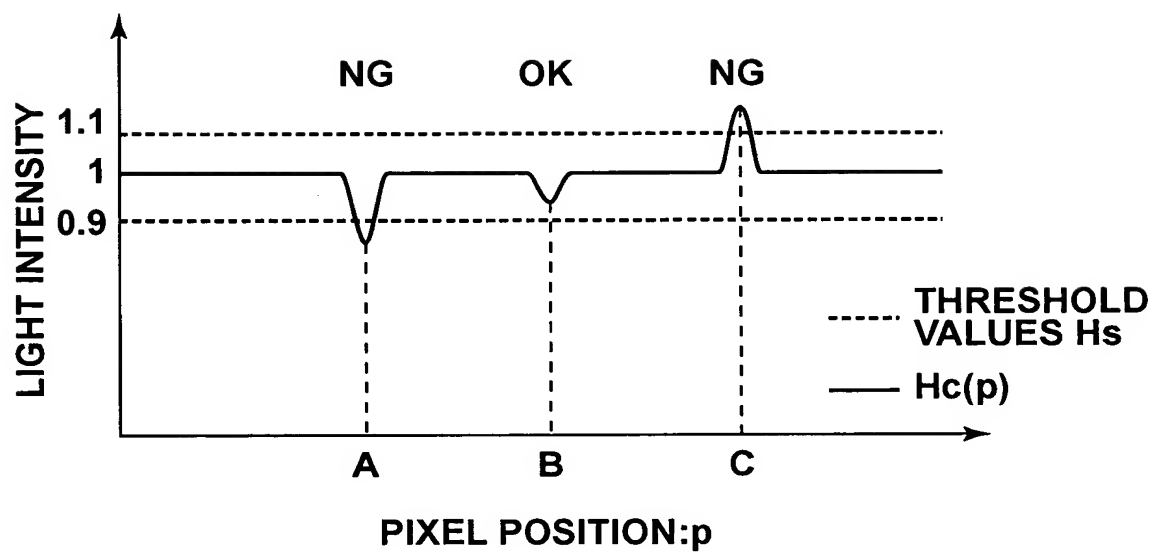 NG OK NG
LIGHT INTENSITY
1.1
1
0.9
THRESHOLD
VALUES Hs
Hc(p)
A B C
PIXEL POSITION:p